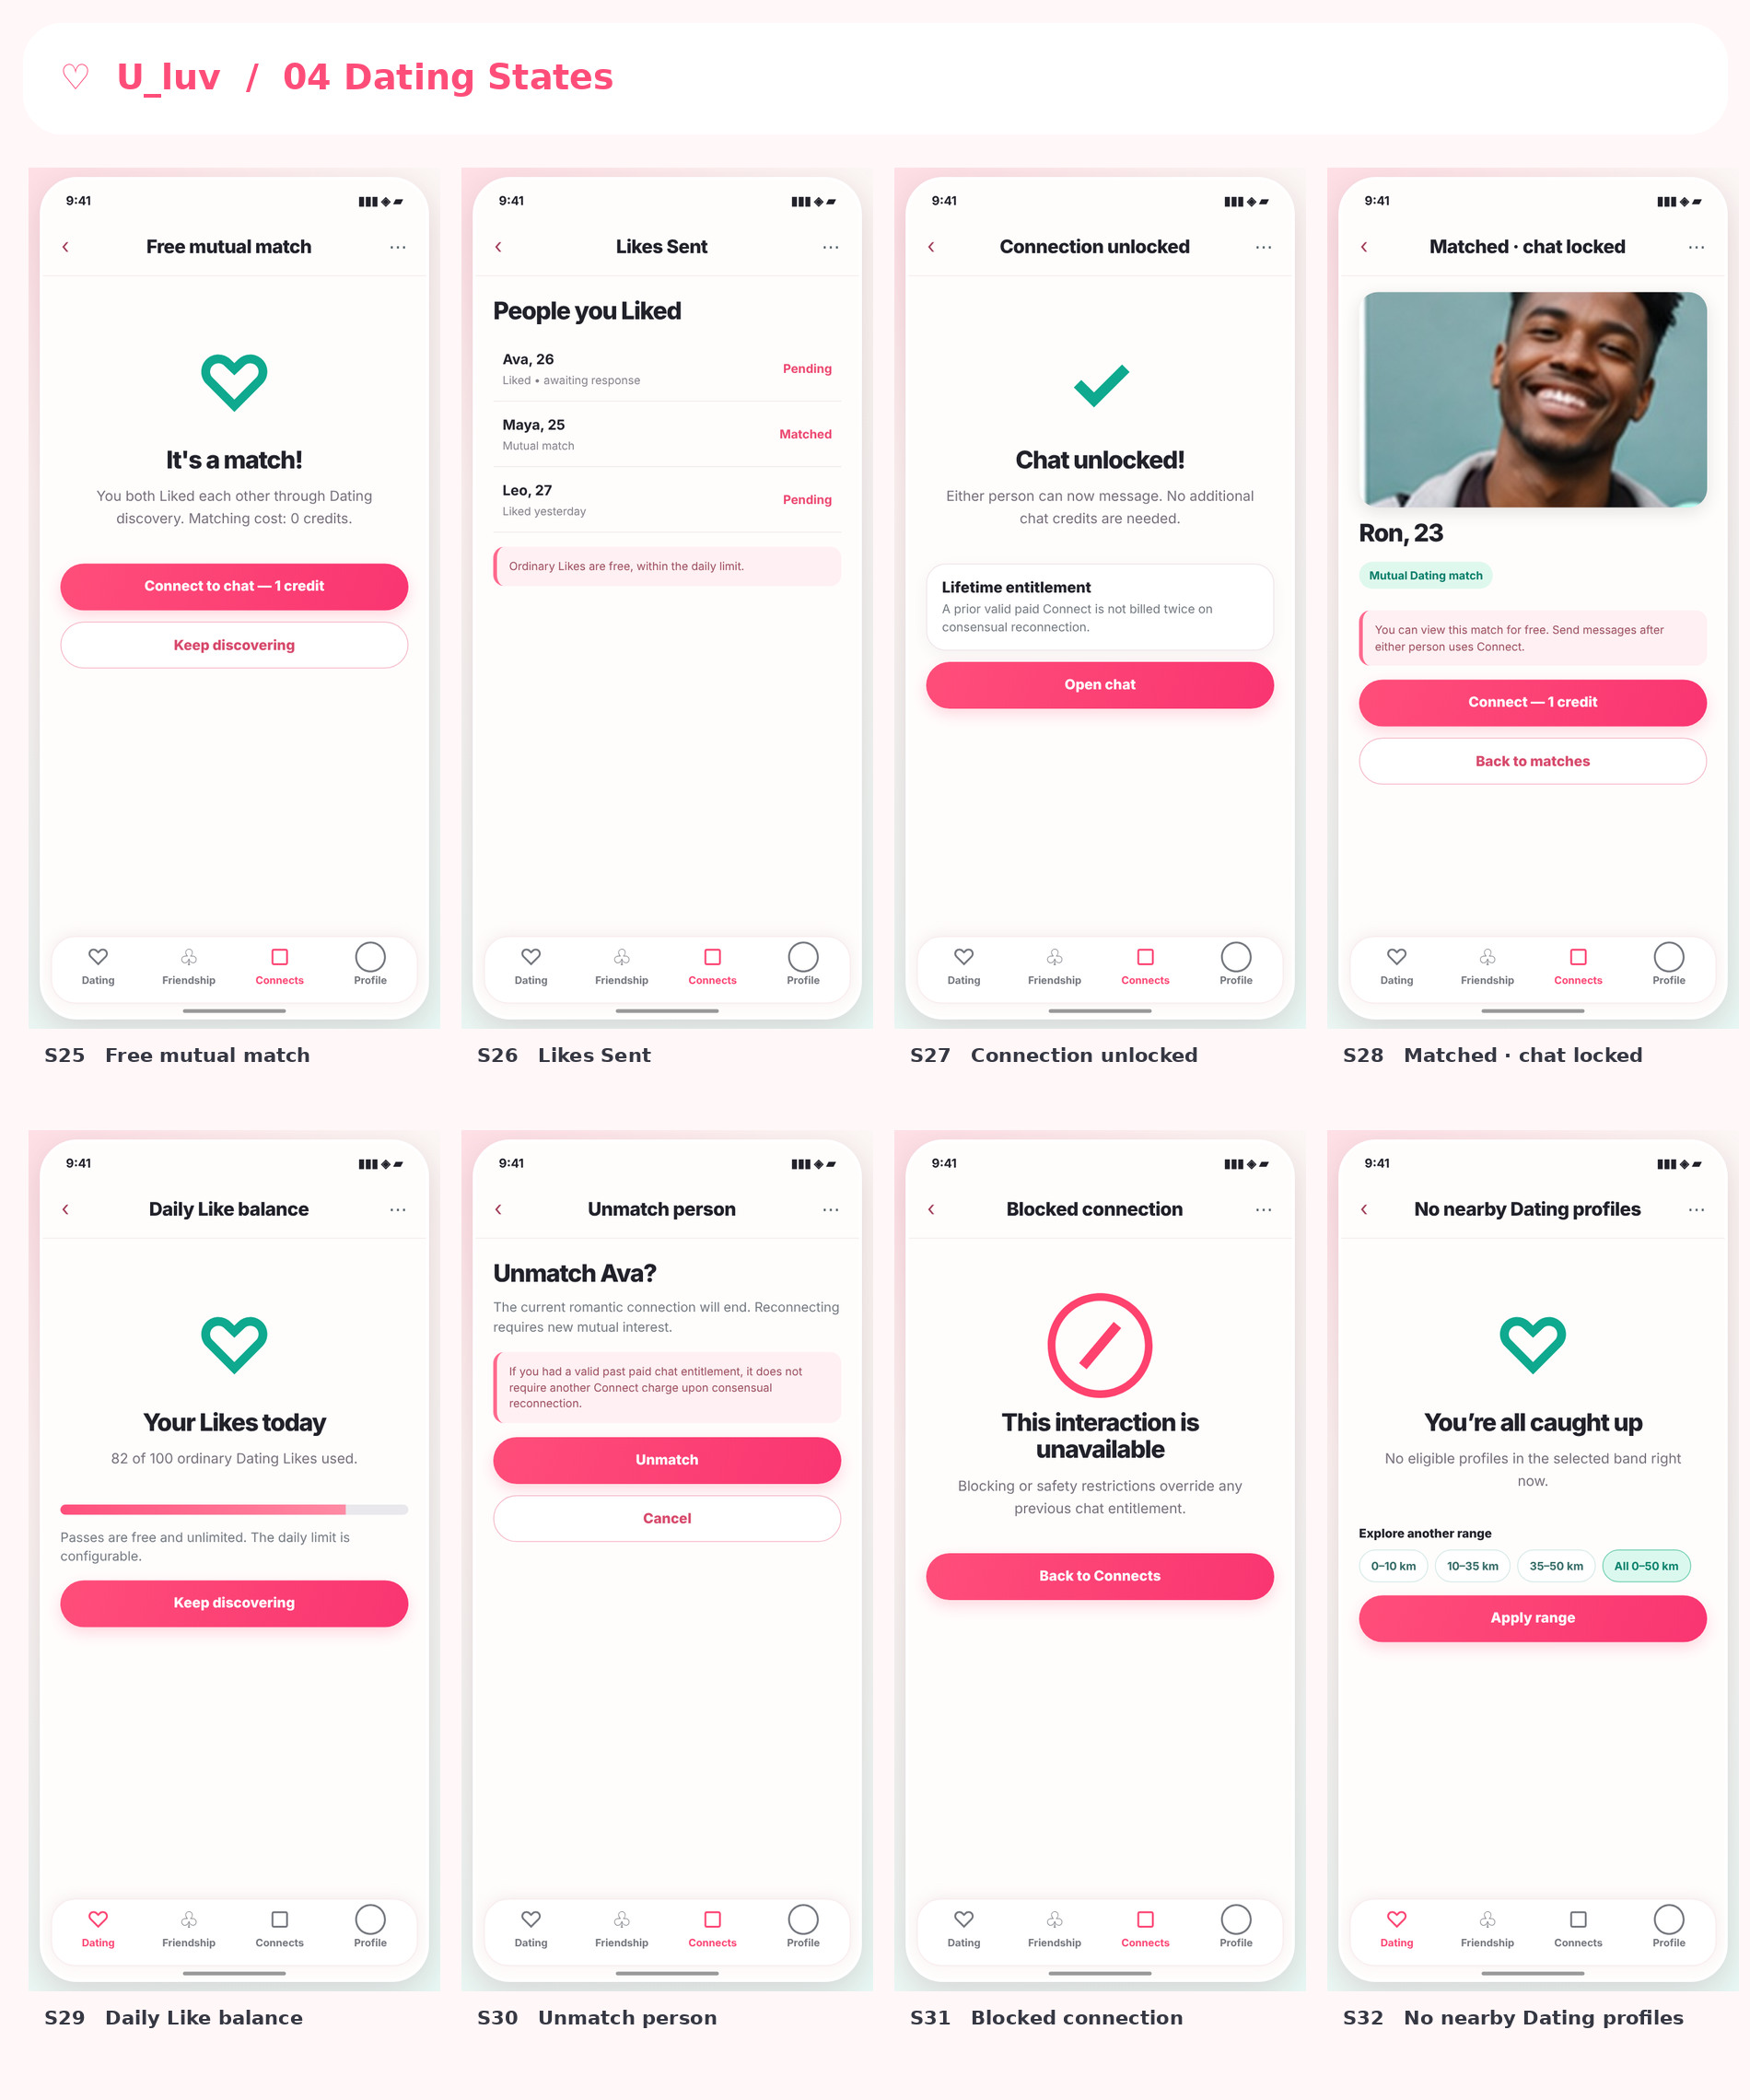 ♡ U_luv / 04 Dating States
9:41
‹ Free mutual match ...
It's a match!
You both Liked each other through Dating
discovery. Matching cost: 0 credits.
Connect to chat — 1 credit
Keep discovering
Dating Friendship Connects Profile
S25 Free mutual match
9:41
‹ Likes Sent ...
People you Liked
Ava, 26
Liked • awaiting response
Pending
Maya, 25
Mutual match
Matched
Leo, 27
Liked yesterday
Pending
Ordinary Likes are free, within the daily limit.
Dating Friendship Connects Profile
S26 Likes Sent
9:41
‹ Connection unlocked ...
Chat unlocked!
Either person can now message. No additional
chat credits are needed.
Lifetime entitlement
A prior valid paid Connect is not billed twice on
consensual reconnection.
Open chat
Dating Friendship Connects Profile
S27 Connection unlocked
9:41
‹ Matched · chat locked ...
Ron, 23
Mutual Dating match
You can view this match for free. Send messages after
either person uses Connect.
Connect — 1 credit
Back to matches
Dating Friendship Connects Profile
S28 Matched · chat locked
9:41
‹ Daily Like balance ...
Your Likes today
82 of 100 ordinary Dating Likes used.
Passes are free and unlimited. The daily limit is
configurable.
Keep discovering
Dating Friendship Connects Profile
S29 Daily Like balance
9:41
‹ Unmatch person ...
Unmatch Ava?
The current romantic connection will end. Reconnecting
requires new mutual interest.
If you had a valid past paid chat entitlement, it does not
require another Connect charge upon consensual
reconnection.
Unmatch
Cancel
Dating Friendship Connects Profile
S30 Unmatch person
9:41
‹ Blocked connection ...
This interaction is
unavailable
Blocking or safety restrictions override any
previous chat entitlement.
Back to Connects
Dating Friendship Connects Profile
S31 Blocked connection
9:41
‹ No nearby Dating profiles ...
You’re all caught up
No eligible profiles in the selected band right
now.
Explore another range
0–10 km 10–35 km 35–50 km All 0–50 km
Apply range
Dating Friendship Connects Profile
S32 No nearby Dating profiles